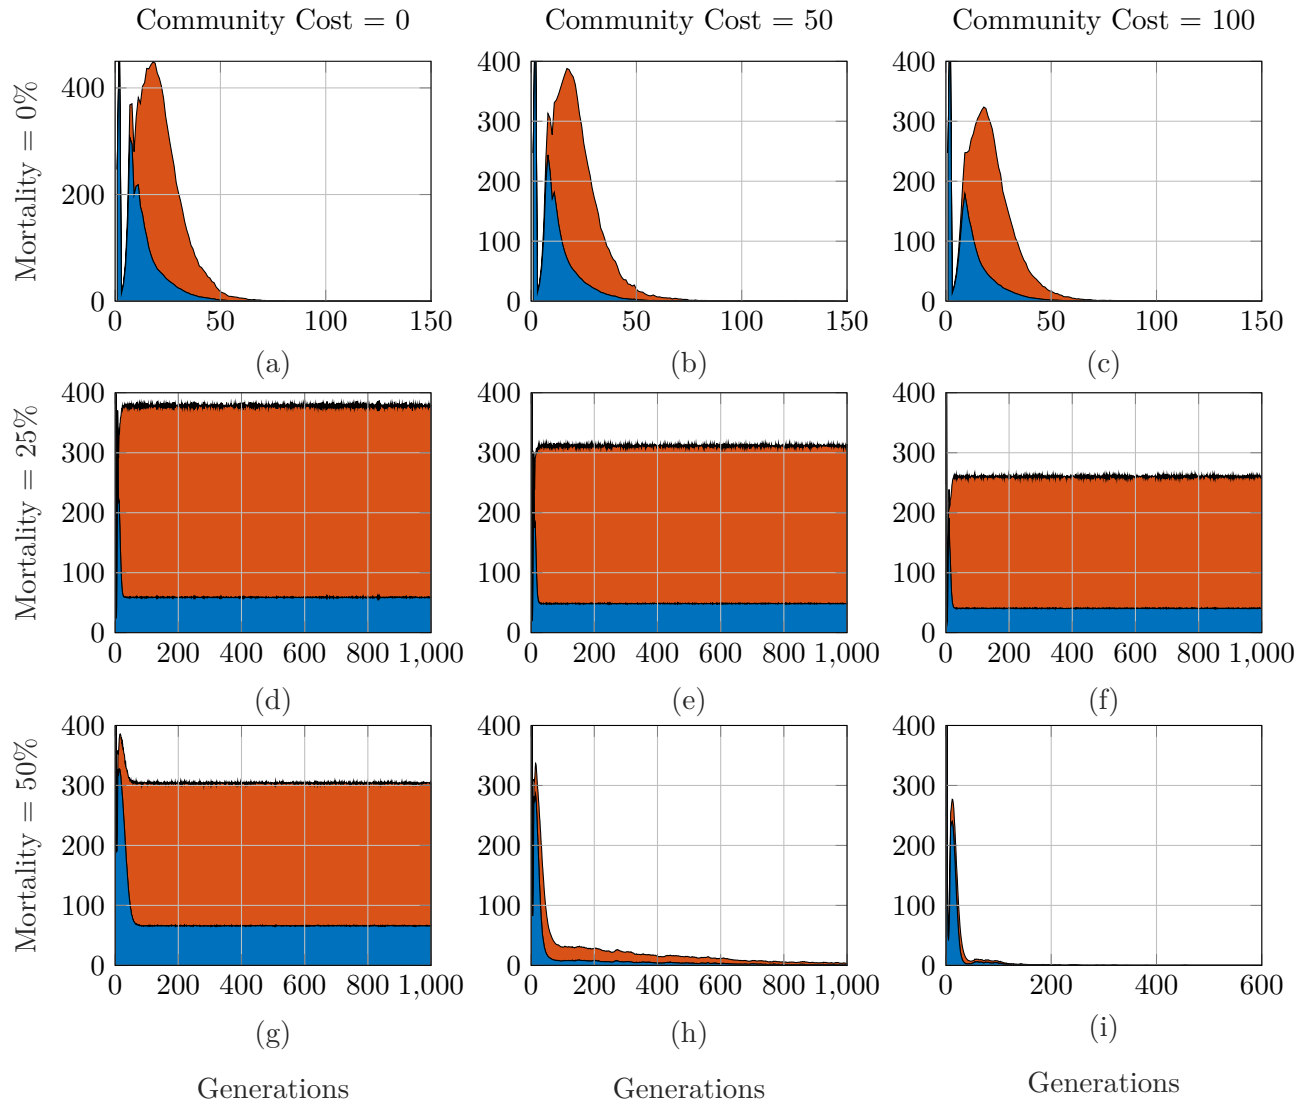 Community Cost = 0
Community Cost = 50
Community Cost = 100
Mortality = 0%
400
200
0
0 50 100 150
(a)
400
300
200
100
0
0 50 100 150
(b)
400
300
200
100
0
0 50 100 150
(c)
Mortality = 25%
400
300
200
100
0
0 200 400 600 800 1,000
(d)
400
300
200
100
0
0 200 400 600 800 1,000
(e)
400
300
200
100
0
0 200 400 600 800 1,000
(f)
Mortality = 50%
400
300
200
100
0
0 200 400 600 800 1,000
(g)
400
300
200
100
0
0 200 400 600 800 1,000
(h)
400
300
200
100
0
0 200 400 600
(i)
Generations
Generations
Generations